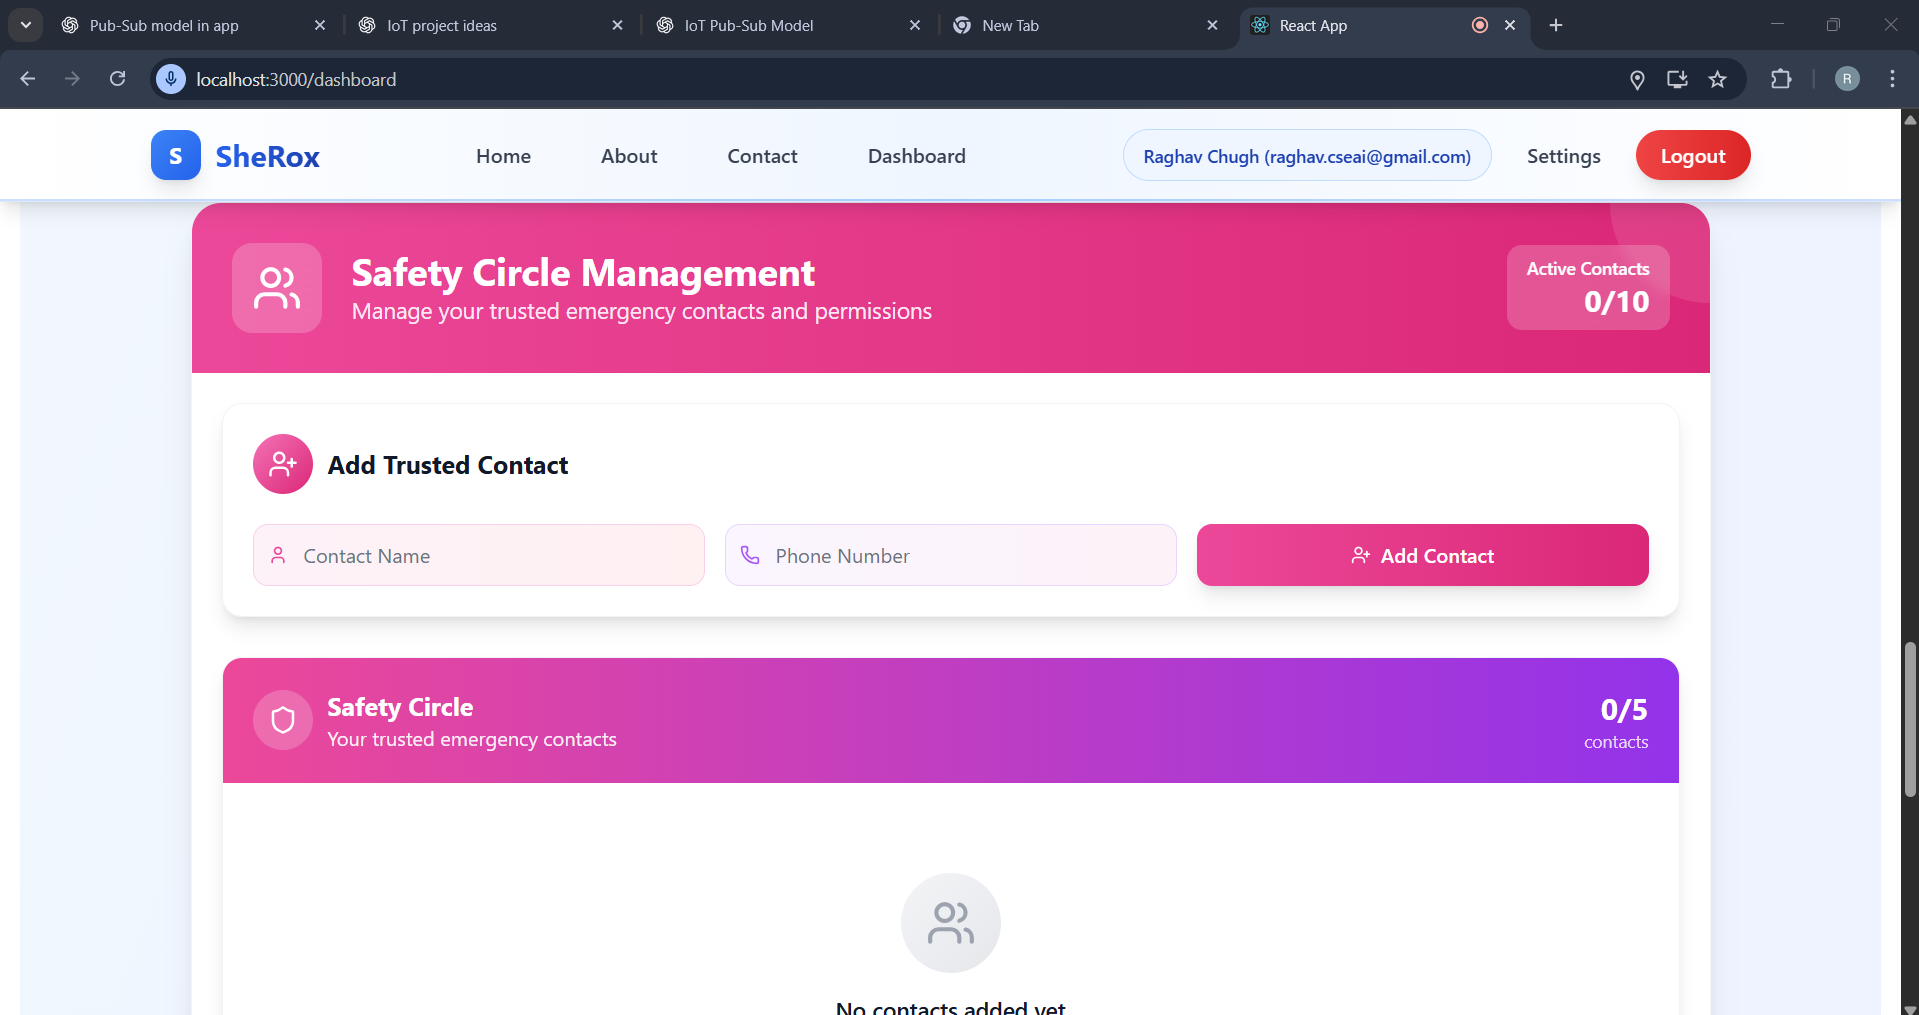 Pub-Sub model in app
IoT project ideas
IoT Pub-Sub Model
New Tab
React App
localhost:3000/dashboard
R
S
SheRox
Home
About
Contact
Dashboard
Raghav Chugh (raghav.cseai@gmail.com)
Settings
Logout
Safety Circle Management
Manage your trusted emergency contacts and permissions
Active Contacts
0/10
Add Trusted Contact
Contact Name
Phone Number
Add Contact
Safety Circle
Your trusted emergency contacts
0/5
contacts
No contacts added yet